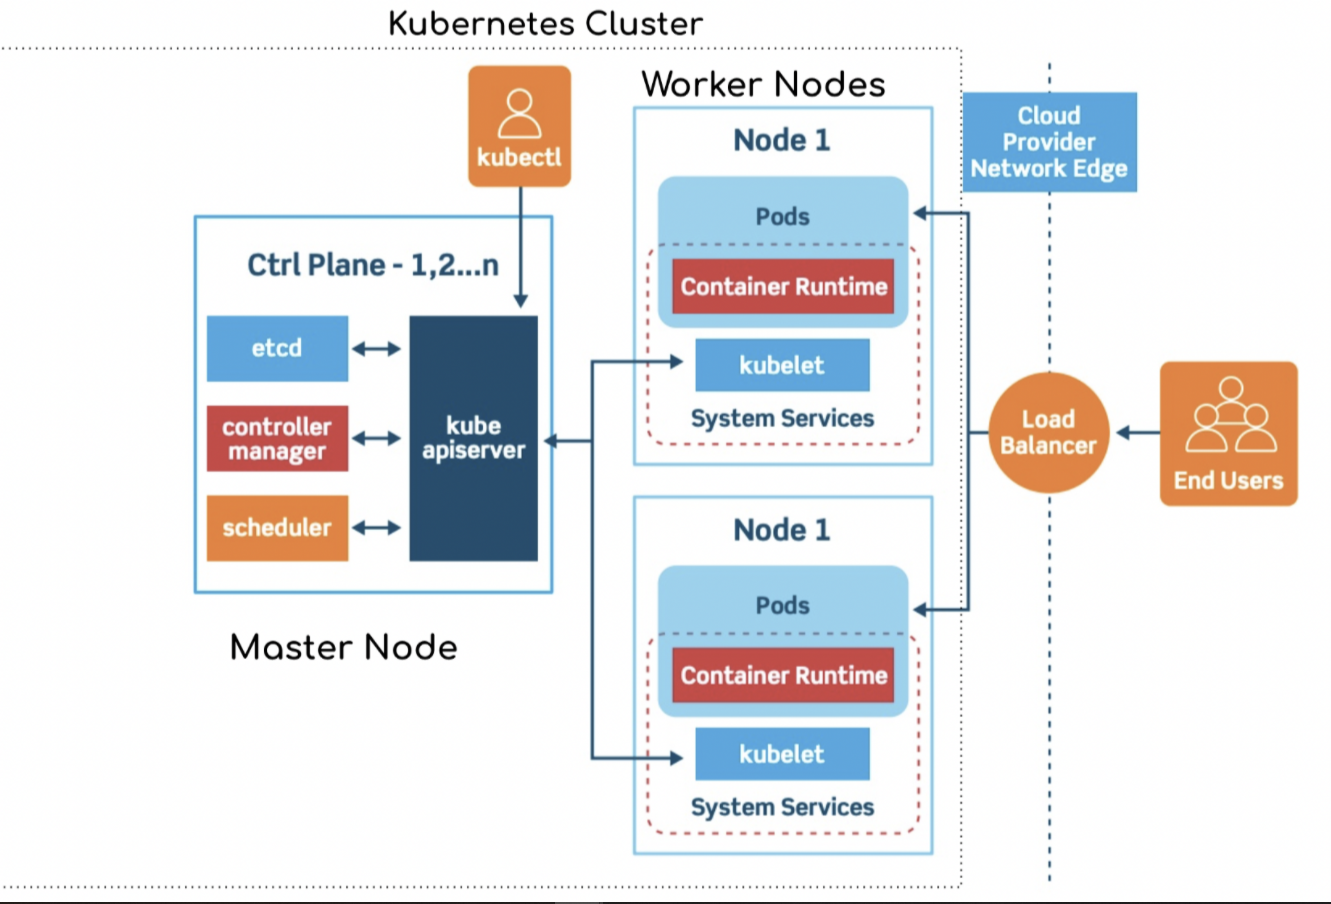 Kubernetes Cluster
kubectl
Worker Nodes
Node 1
Pods
Container Runtime
kubelet
System Services
Cloud
Provider
Network Edge
Ctrl Plane - 1,2...n
etcd
controller
manager
scheduler
kube
apiserver
Master Node
Load
Balancer
End Users
Node 1
Pods
Container Runtime
kubelet
System Services